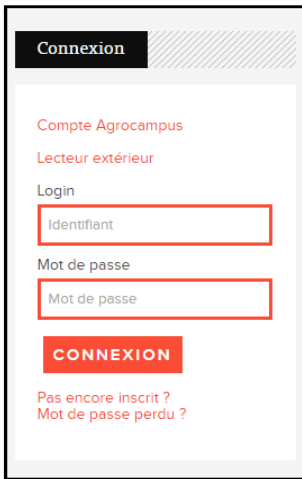 Connexion
Compte Agrocampus
Lecteur extérieur
Login
Identifiant
Mot de passe
Mot de passe
CONNEXION
Pas encore inscrit ?
Mot de passe perdu ?